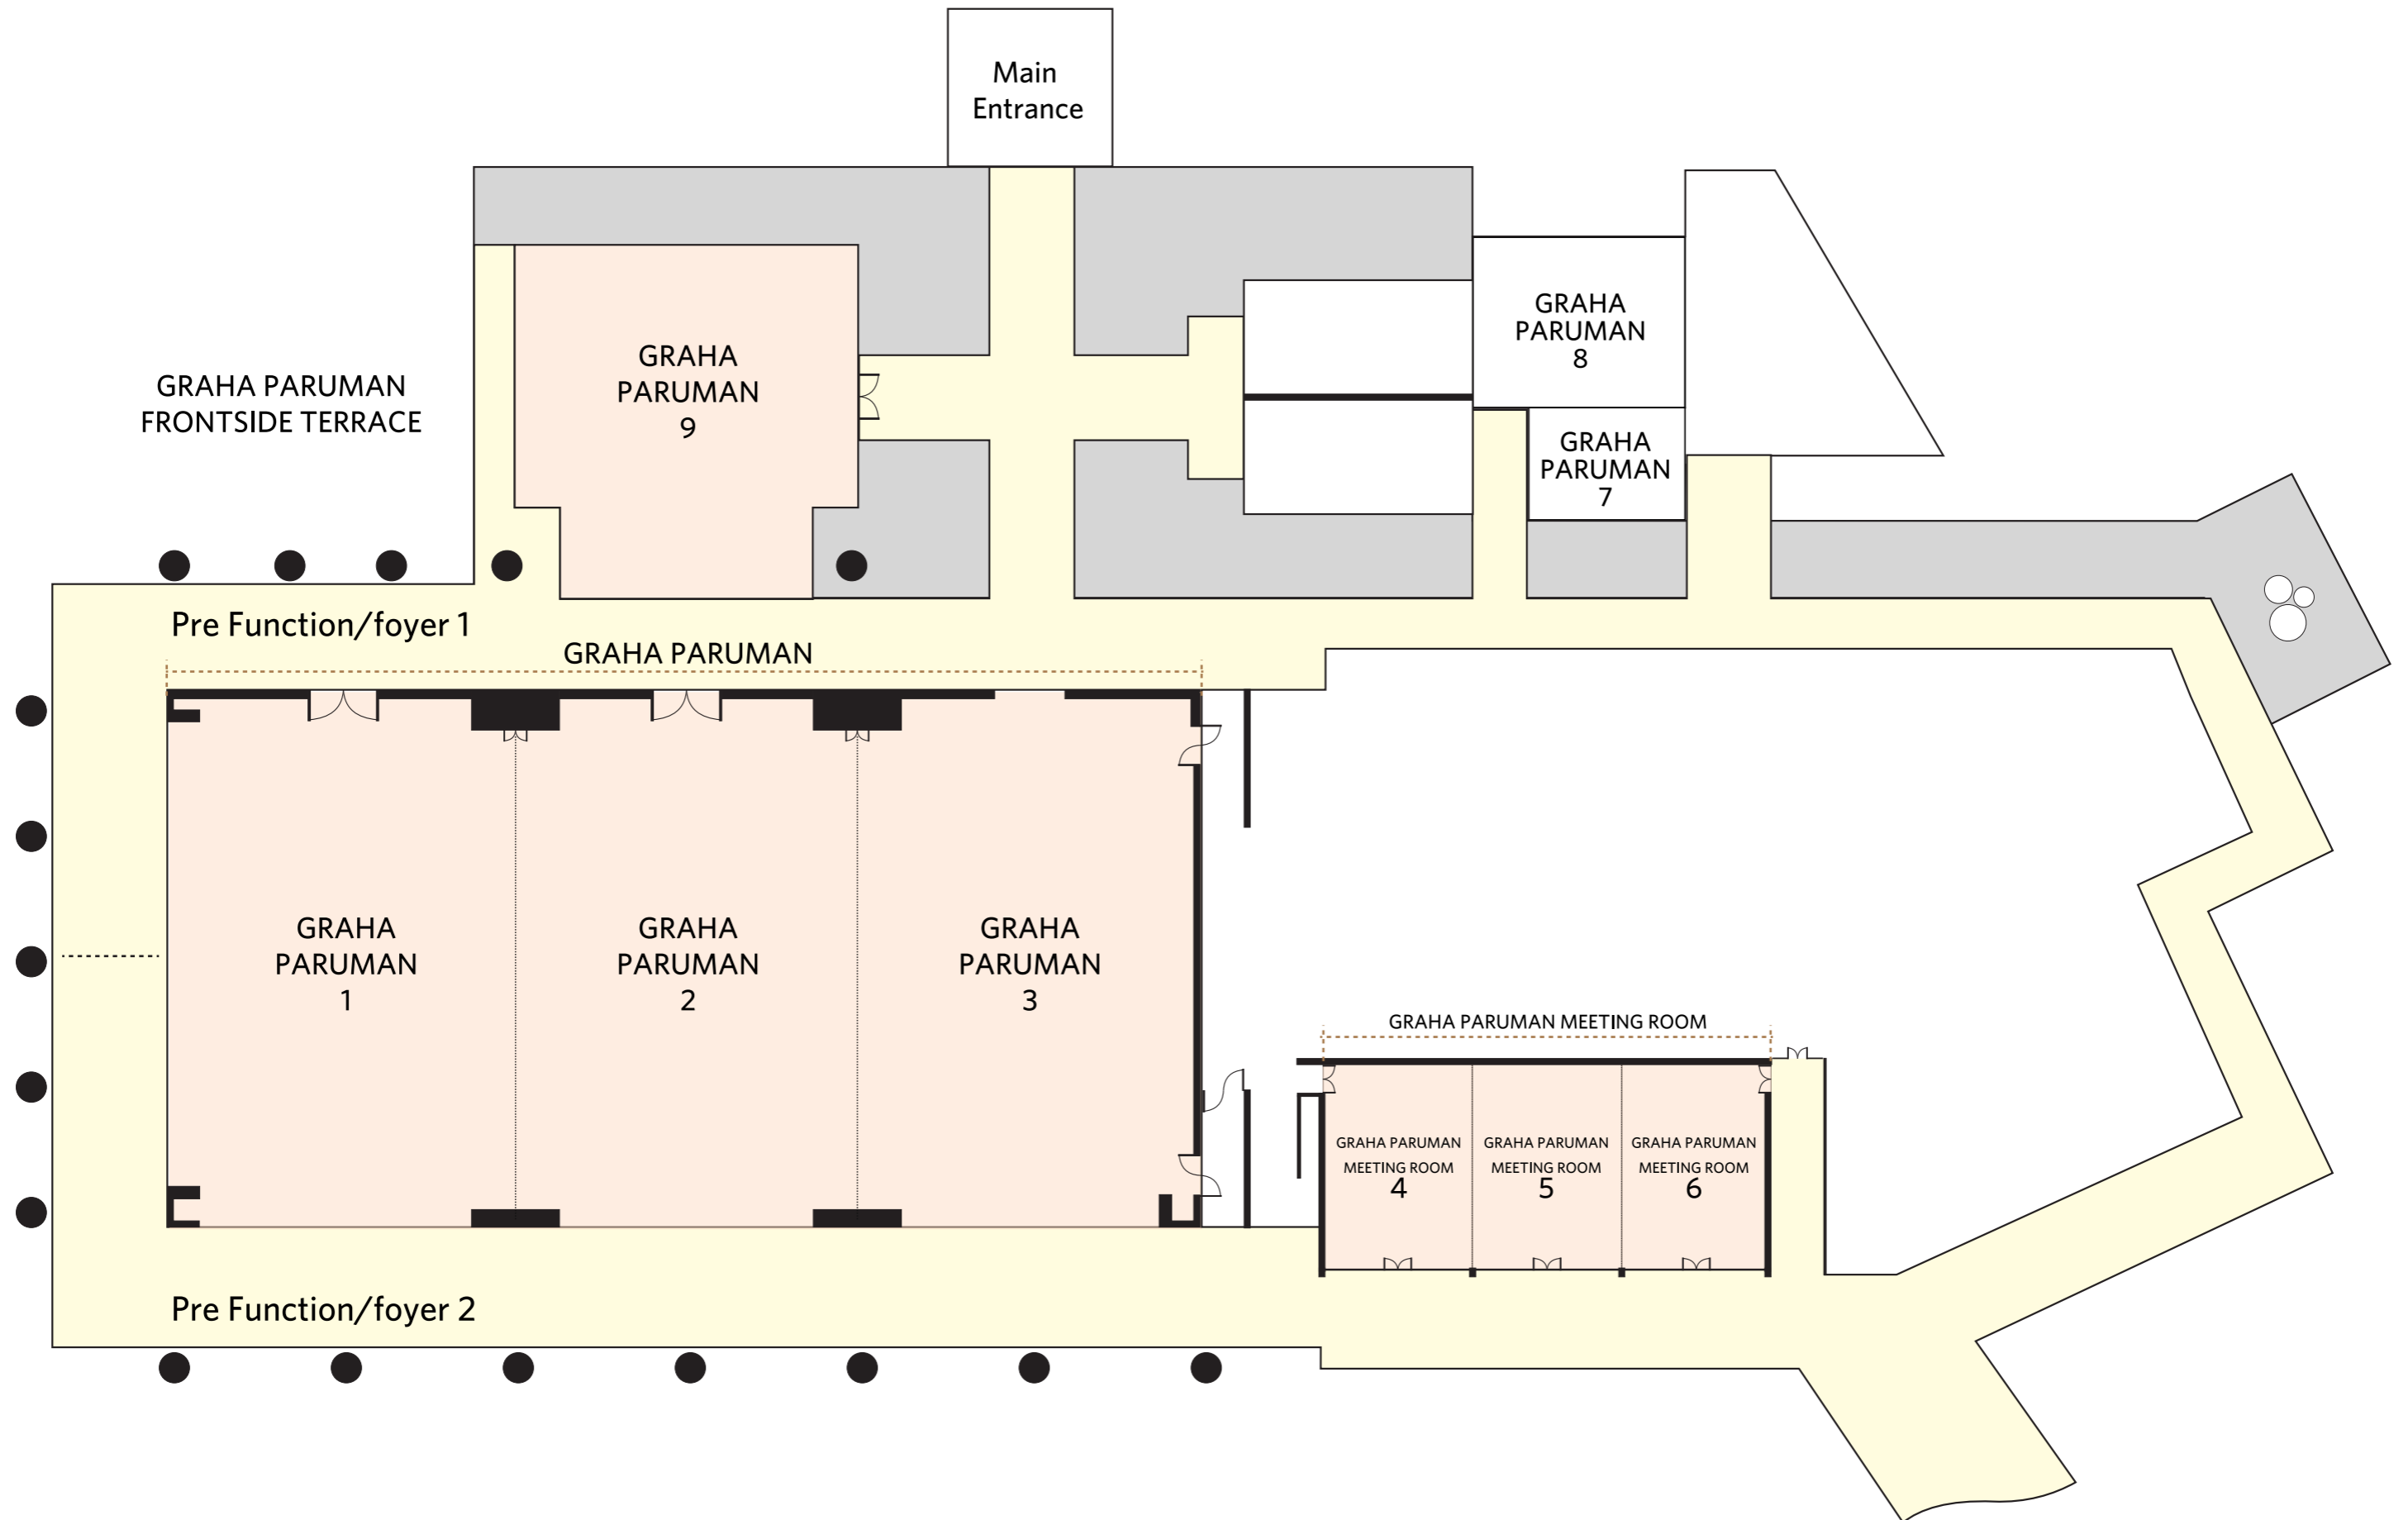 Main
Entrance
GRAHA
PARUMAN
8
GRAHA
PARUMAN
9
GRAHA PARUMAN
FRONTSIDE TERRACE
GRAHA
PARUMAN
7
Pre Function/foyer 1
GRAHA PARUMAN
GRAHA
PARUMAN
1
GRAHA
PARUMAN
2
GRAHA
PARUMAN
3
GRAHA PARUMAN MEETING ROOM
GRAHA PARUMAN
MEETING ROOM
4
GRAHA PARUMAN
MEETING ROOM
5
GRAHA PARUMAN
MEETING ROOM
6
Pre Function/foyer 2